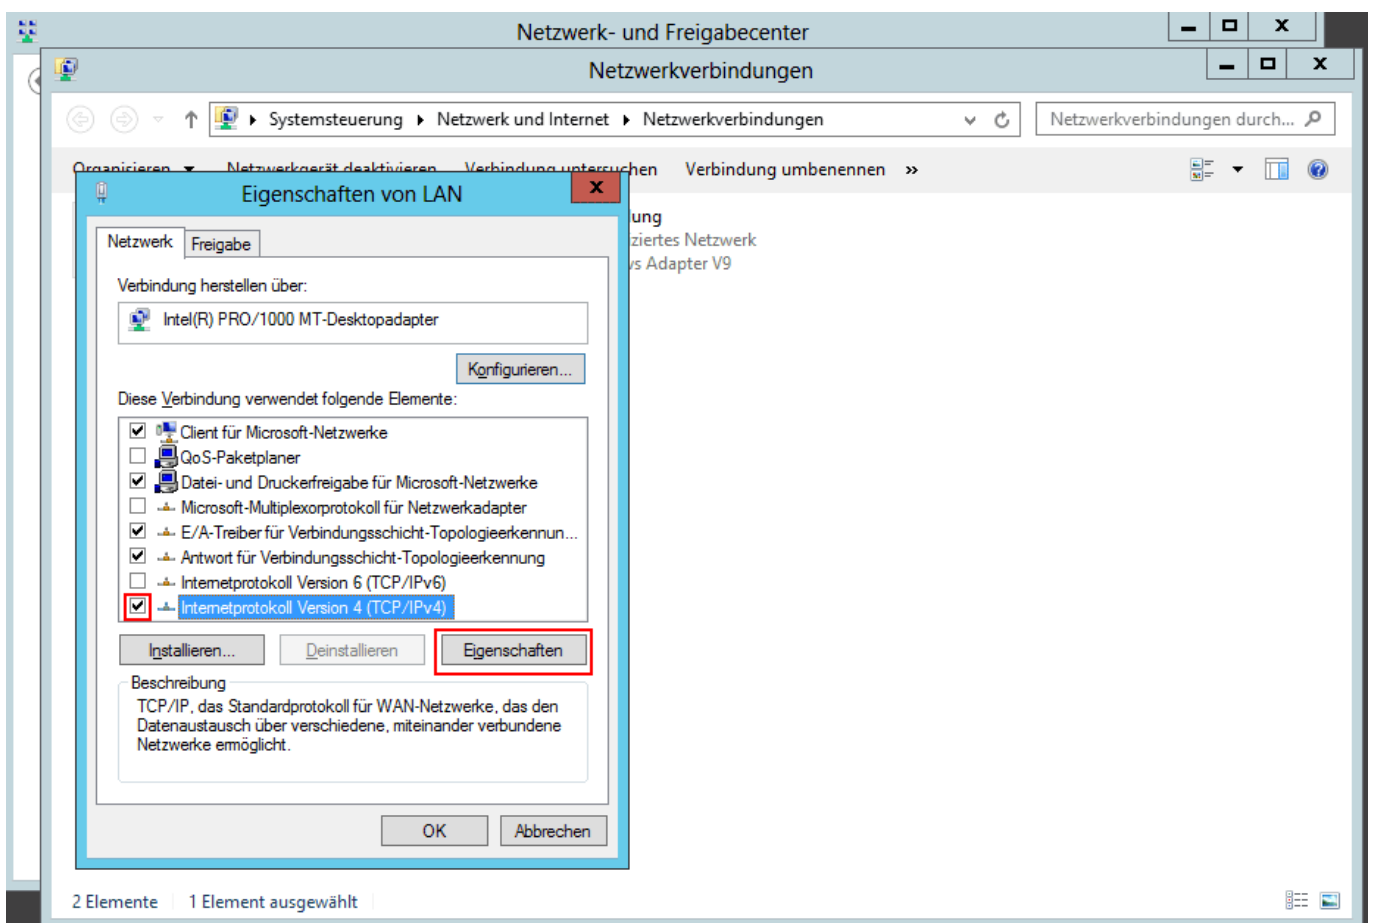 Netzwerk- und Freigabecenter
Netzwerkverbindungen
Systemsteuerung Netzwerk und Internet Netzwerkverbindungen
Netzwerkverbindungen durch...
Organisieren Netzwerkgerät deaktivieren Verbindung untersuchen Verbindung umbenennen »
Eigenschaften von LAN
lung
ziertes Netzwerk
vs Adapter V9
Netzwerk Freigabe
Verbindung herstellen über:
Intel(R) PRO/1000 MT-Desktopadapter
Konfigurieren...
Diese Verbindung verwendet folgende Elemente:
Client für Microsoft-Netzwerke
QoS-Paketplaner
Datei- und Druckerfreigabe für Microsoft-Netzwerke
Microsoft-Multiplexorprotokoll für Netzwerkadapter
E/A-Treiber für Verbindungsschicht-Topologieerkennun...
Antwort für Verbindungsschicht-Topologieerkennung
Internetprotokoll Version 6 (TCP/IPv6)
Internetprotokoll Version 4 (TCP/IPv4)
Installieren... Deinstallieren Eigenschaften
Beschreibung
TCP/IP, das Standardprotokoll für WAN-Netzwerke, das den
Datenaustausch über verschiedene, miteinander verbundene
Netzwerke ermöglicht.
OK Abbrechen
2 Elemente 1 Element ausgewählt